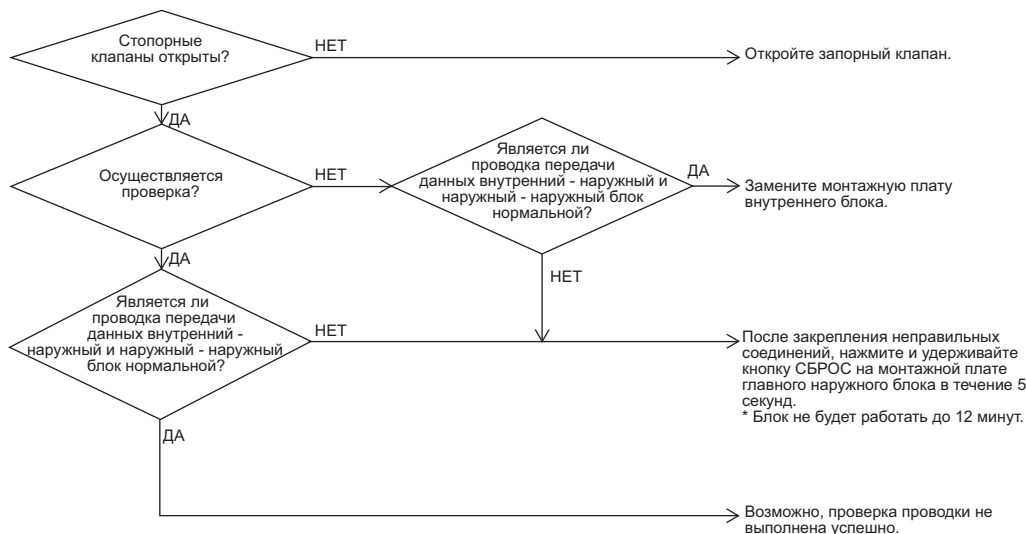 Стопорные
клапаны открыты?
НЕТ
Откройте запорный клапан.
ДА
Осуществляется
проверка?
НЕТ
Является ли
проводка передачи
данных внутренний - наружный и
наружный - наружный блок
нормальной?
ДА
Замените монтажную плату
внутреннего блока.
ДА
НЕТ
Является ли
проводка передачи
данных внутренний -
наружный и наружный - наружный
блок нормальной?
НЕТ
После закрепления неправильных
соединений, нажмите и удерживайте
кнопку СБРОС на монтажной плате
главного наружного блока в течение 5
секунд.
* Блок не будет работать до 12 минут.
ДА
Возможно, проверка проводки не
выполнена успешно.